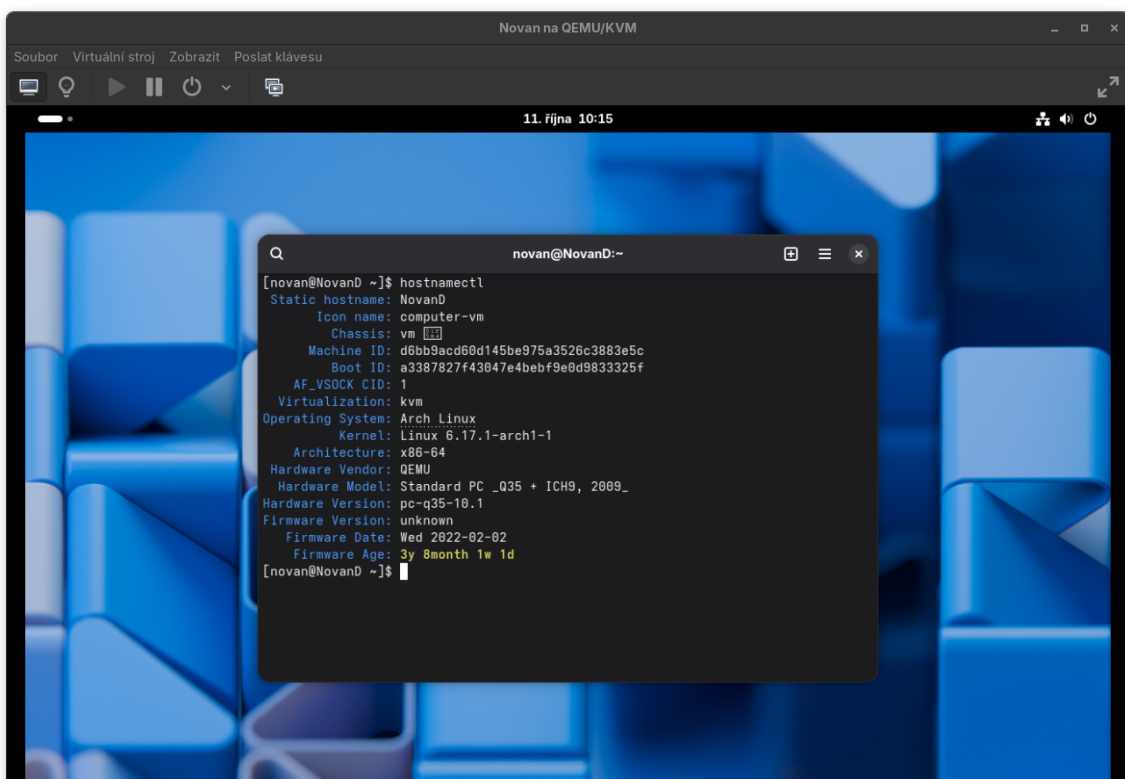 Novan na QEMU/KVM
Soubor Virtuální stroj Zobrazit Poslat klávesu
11. října 10:15
novan@NovanD:~
[novan@NovanD ~]$ hostnamectl
Static hostname: NovanD
Icon name: computer-vm
Chassis: vm
Machine ID: d6bb9acd60d145be975a3526c3883e5c
Boot ID: a3387827f43047e4bebf9e0d9833325f
AF_VSOCK CID: 1
Virtualization: kvm
Operating System: Arch Linux
Kernel: Linux 6.17.1-arch1-1
Architecture: x86-64
Hardware Vendor: QEMU
Hardware Model: Standard PC _Q35 + ICH9, 2009_
Hardware Version: pc-q35-10.1
Firmware Version: unknown
Firmware Date: Wed 2022-02-02
Firmware Age: 3y 8month 1w 1d
[novan@NovanD ~]$